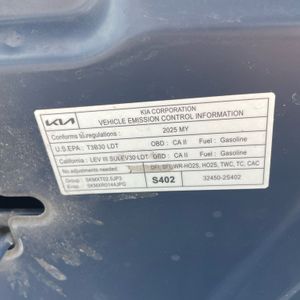 KIA CORPORATION
KIA VEHICLE EMISSION CONTROL INFORMATION
Conforms to regulations : 2025 MY
U.S.EPA : T3B30 LDT OBD : CA II Fuel : Gasoline
California : LEV III SULEV30 LDT OBD : CA II Fuel : Gasoline
No adjustments needed. DFI, SFI, WR-HO2S, HO2S, TWC, TC, CAC
Group : SKMXT02.5JP3
Evap : SKMXR0144JPG S402 32450-2S402